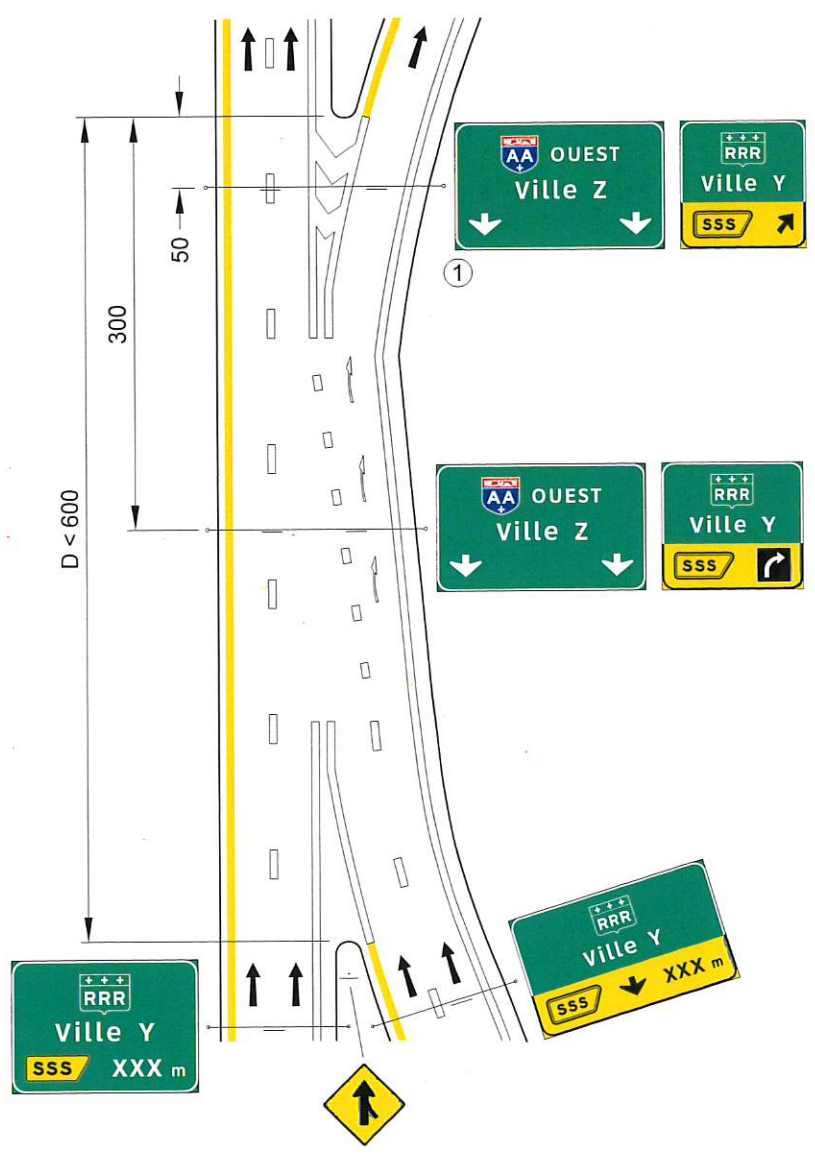 AA OUEST
Ville Z
RRR
Ville Y
SSS
50
1
300
AA OUEST
Ville Z
RRR
Ville Y
SSS
D < 600
RRR
Ville Y
SSS XXX m
RRR
Ville Y
SSS XXX m